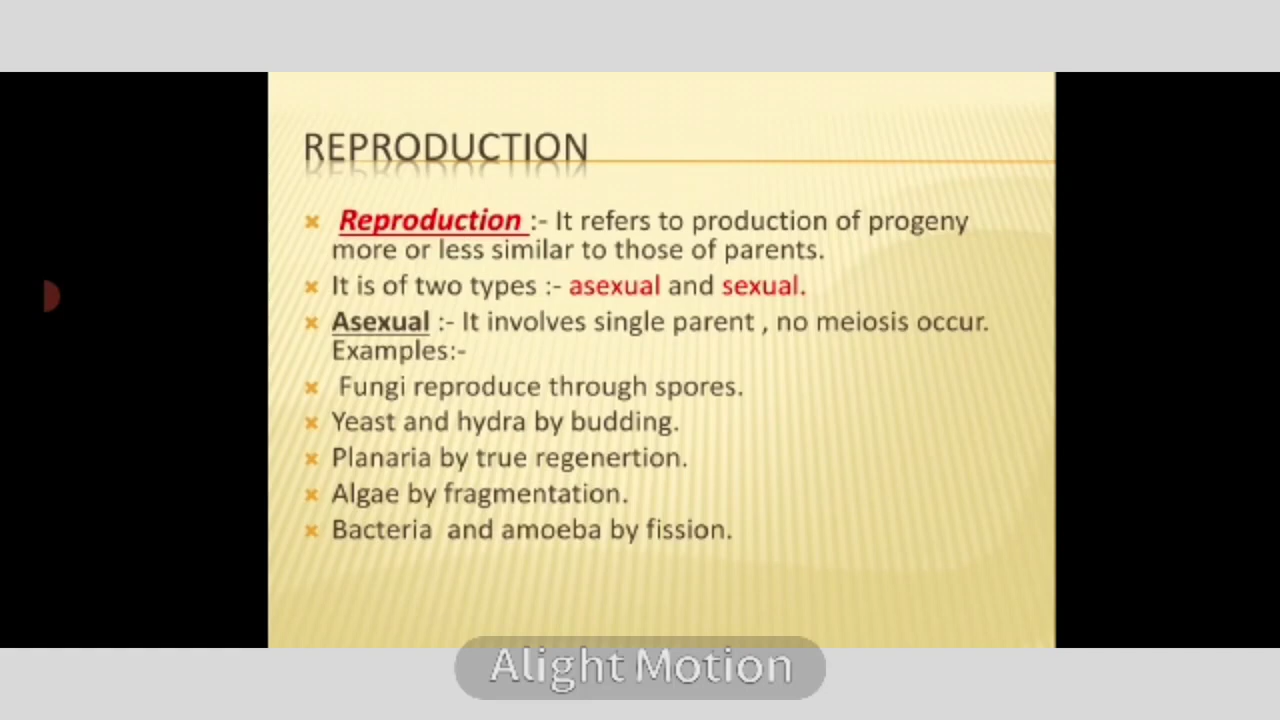 REPRODUCTION
Reproduction :- It refers to production of progeny
more or less similar to those of parents.
It is of two types :- asexual and sexual.
Asexual :- It involves single parent , no meiosis occur.
Examples:-
Fungi reproduce through spores.
Yeast and hydra by budding.
Planaria by true regenertion.
Algae by fragmentation.
Bacteria  and amoeba by fission.
Alight Motion